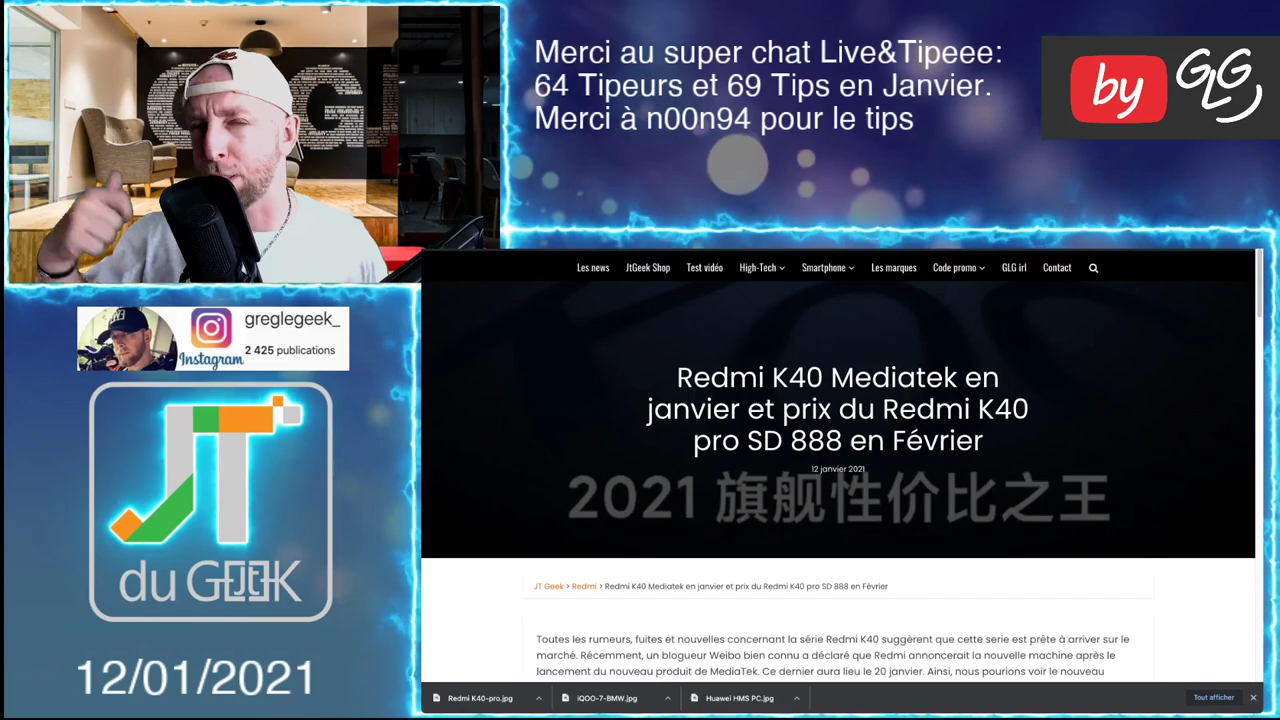 Merci au super chat Live&Tipeee:
64 Tipeurs et 69 Tips en Janvier.
Merci à n00n94 pour le tips
by GLG
Les news JtGeek Shop Test vidéo High-Tech Smartphone Les marques Code promo GLG irl Contact
greglegeek_
Instagram
2 425 publications
Redmi K40 Mediatek en
janvier et prix du Redmi K40
pro SD 888 en Février
12 janvier 2021
2021 旗舰性价比之王
JT
du GEEK
JT Geek > Redmi > Redmi K40 Mediatek en janvier et prix du Redmi K40 pro SD 888 en Février
Toutes les rumeurs, fuites et nouvelles concernant la série Redmi K40 suggèrent que cette serie est prête à arriver sur le
marché. Récemment, un blogueur Weibo bien connu a déclaré que Redmi annoncerait la nouvelle machine après le
lancement du nouveau produit de MediaTek. Ce dernier aura lieu le 20 janvier. Ainsi, nous pourions voir le nouveau
12/01/2021
Redmi K40-pro.jpg iQOO-7-BMW.jpg Huawei HMS PC.jpg Tout afficher